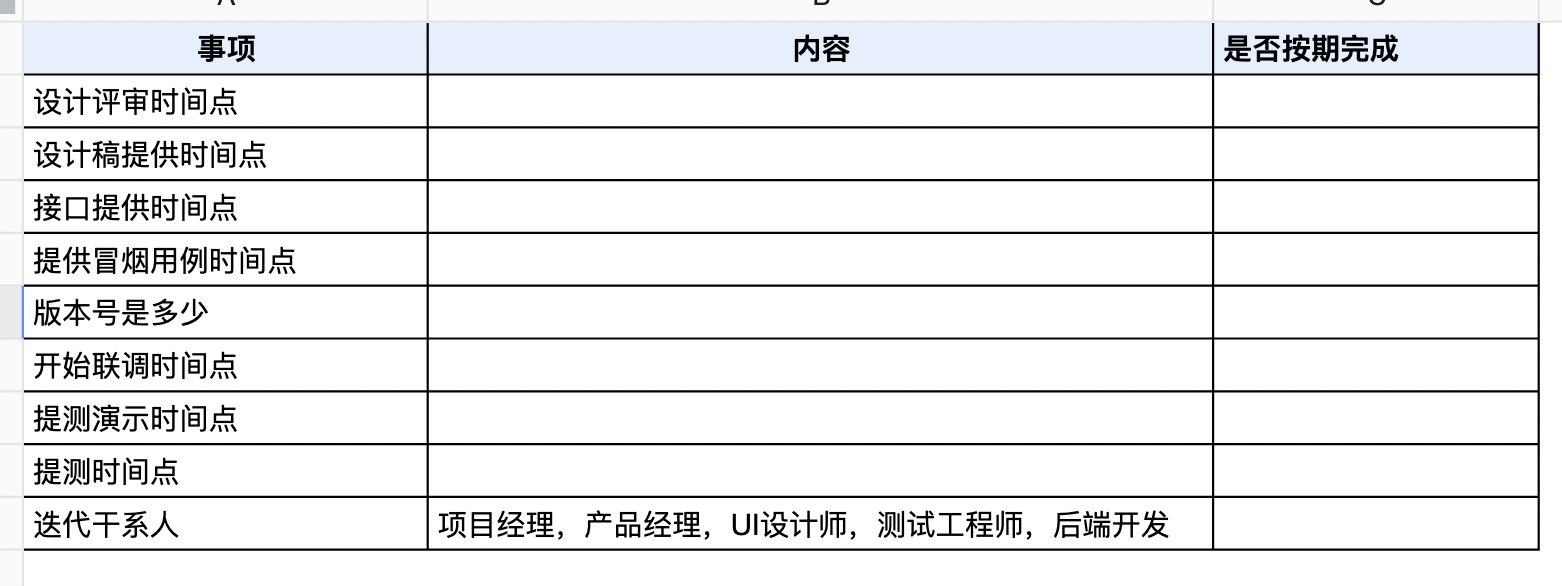 事项 内容 是否按期完成
设计评审时间点
设计稿提供时间点
接口提供时间点
提供冒烟用例时间点
版本号是多少
开始联调时间点
提测演示时间点
提测时间点
迭代干系人 项目经理，产品经理，UI设计师，测试工程师，后端开发